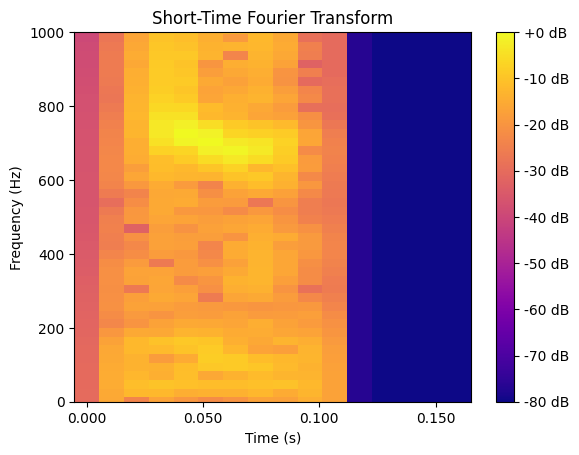 Short-Time Fourier Transform
Frequency (Hz)
1000
800
600
400
200
0
0.000
0.050
0.100
0.150
Time (s)
+0 dB
-10 dB
-20 dB
-30 dB
-40 dB
-50 dB
-60 dB
-70 dB
-80 dB